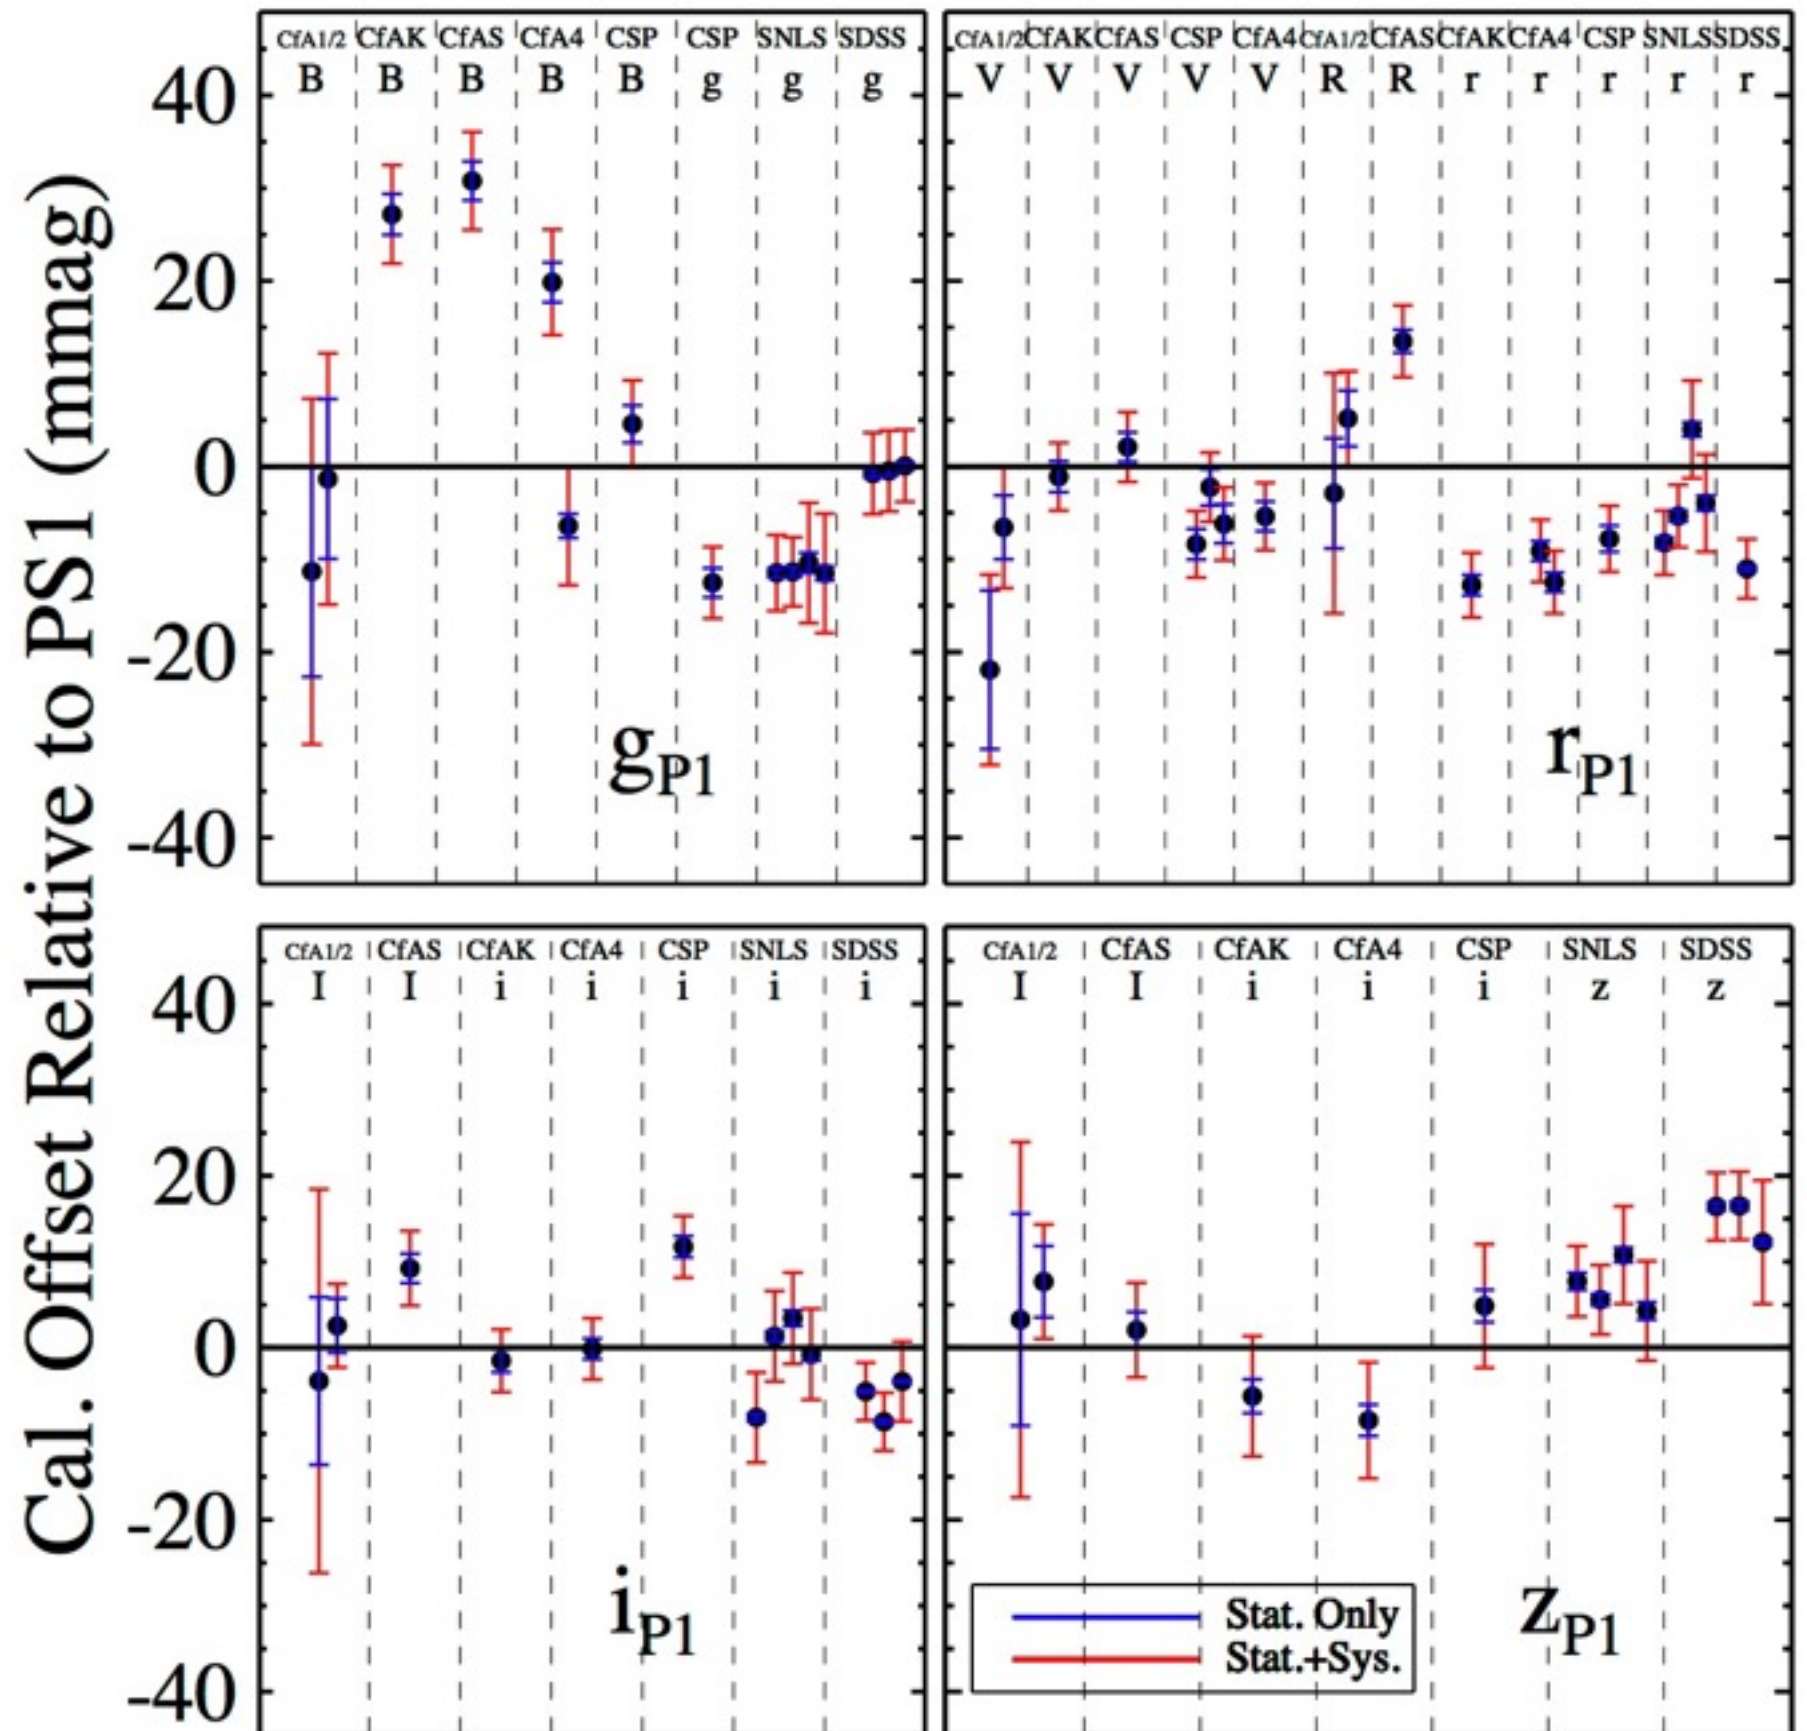 Cal. Offset Relative to PS1 (mmag)
CfA1/2 CfAK CfAS CfA4 CSP CSP SNLS SDSS
B B B B B g g g
40
20
0
-20
-40
gP1
CfA1/2 CfAK CfAS CSP CfA4 CfA1/2 CfAS CfAK CfA4 CSP SNLS SDSS
V V V V V R R r r r r r
rP1
CfA1/2 CfAS CfAK CfA4 CSP SNLS SDSS
I I i i i i i
40
20
0
-20
-40
iP1
CfA1/2 CfAS CfAK CfA4 CSP SNLS SDSS
I I i i i z z
zP1
Stat. Only
Stat.+Sys.